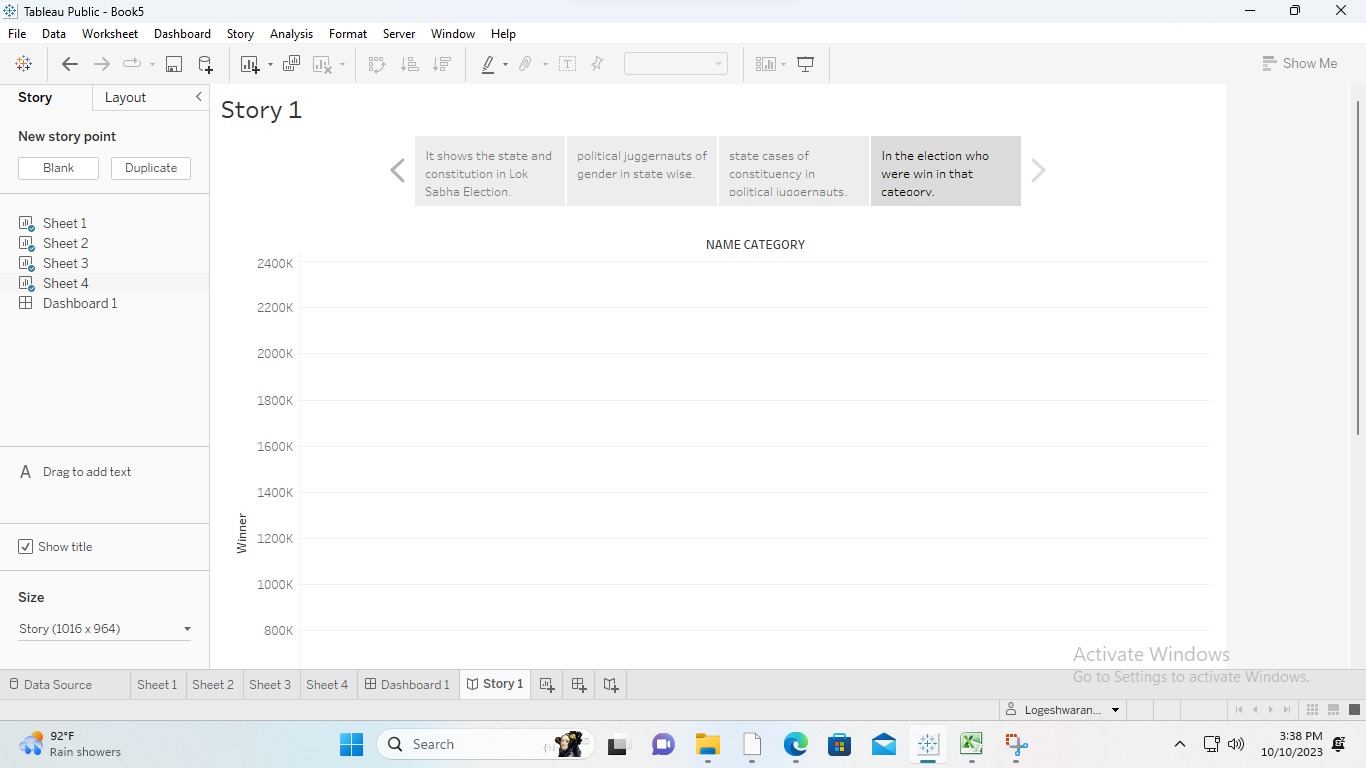 Tableau Public - Book5
File Data Worksheet Dashboard Story Analysis Format Server Window Help
Show Me
Story Layout
New story point
Blank Duplicate
Sheet 1
Sheet 2
Sheet 3
Sheet 4
Dashboard 1
A Drag to add text
Show title
Size
Story (1016 x 964)
Story 1
It shows the state and
constitution in Lok
Sabha Election.
political juggernauts of
gender in state wise.
state cases of
constituency in
political juggernauts.
In the election who
were win in that
category.
NAME CATEGORY
2400K
2200K
2000K
1800K
1600K
1400K
1200K
1000K
800K
Winner
Activate Windows
Go to Settings to activate Windows.
Data Source Sheet 1 Sheet 2 Sheet 3 Sheet 4 Dashboard 1 Story 1
Logeshwaran...
92°F
Rain showers
Search
3:38 PM
10/10/2023